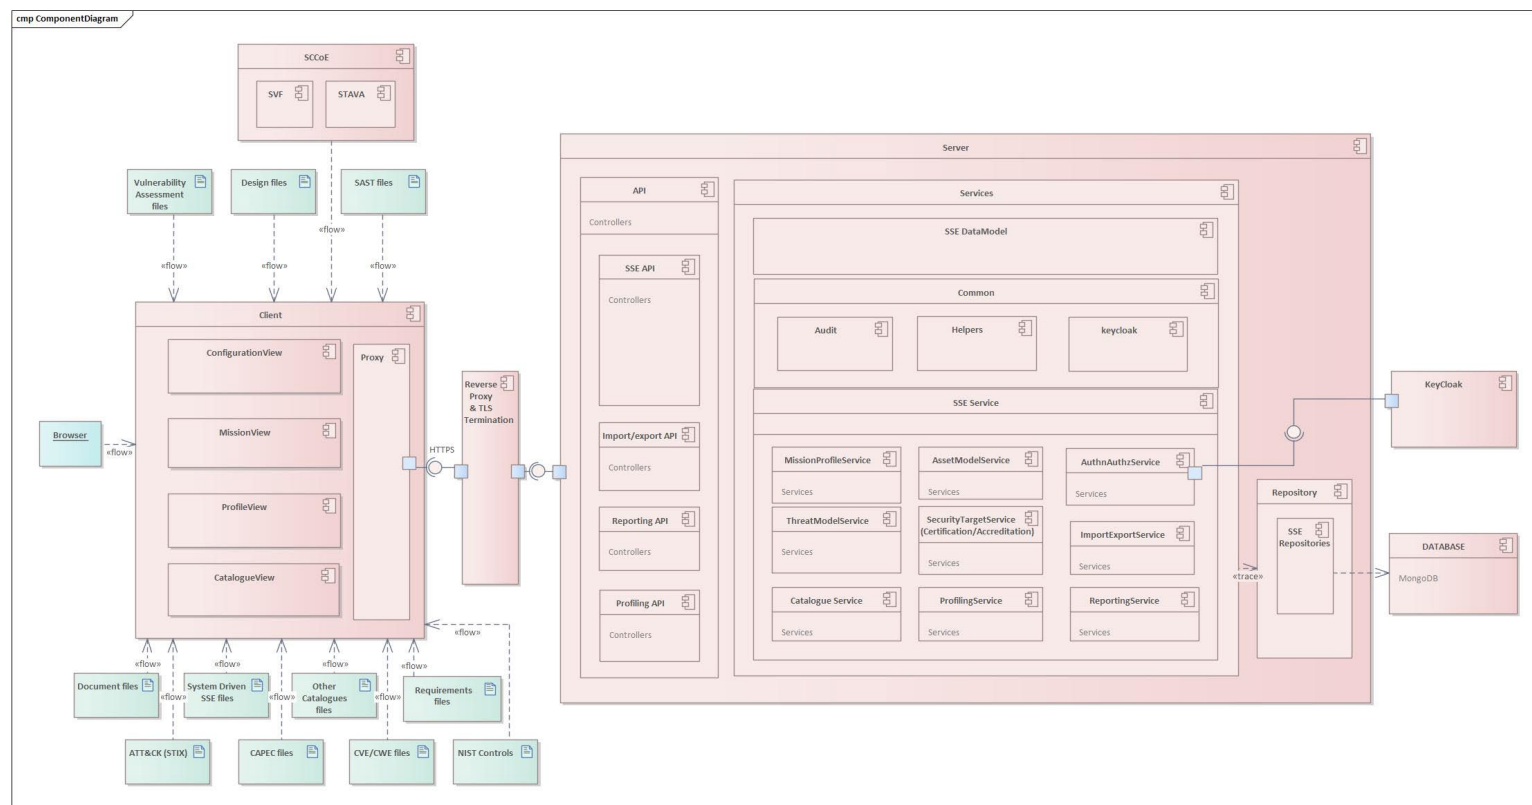 cmp ComponentDiagram
SCCoE
SVF
STAVA
Vulnerability
Assessment
files
Design files
SAST files
«flow»
«flow»
«flow»
«flow»
Client
ConfigurationView
MissionView
ProfileView
CatalogueView
Proxy
Browser
«flow»
HTTPS
Reverse
Proxy
& TLS
Termination
Server
API
Controllers
SSE API
Controllers
Import/export API
Controllers
Reporting API
Controllers
Profiling API
Controllers
Services
SSE DataModel
Common
Audit
Helpers
keycloak
SSE Service
MissionProfileService
Services
AssetModelService
Services
AuthnAuthzService
Services
ThreatModelService
Services
SecurityTargetService
(Certification/Accreditation)
Services
ImportExportService
Services
Catalogue Service
Services
ProfilingService
Services
ReportingService
Services
«trace»
Repository
SSE
Repositories
KeyCloak
DATABASE
MongoDB
«flow»
«flow»
«flow»
«flow»
«flow»
Document files
«flow»
System Driven
SSE files
«flow»
Other
Catalogues
files
«flow»
Requirements
files
ATT&CK (STIX)
CAPEC files
CVE/CWE files
NIST Controls